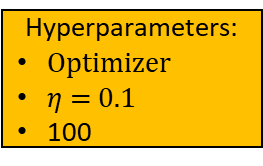 Hyperparameters:
• Optimizer
• η = 0.1
• 100